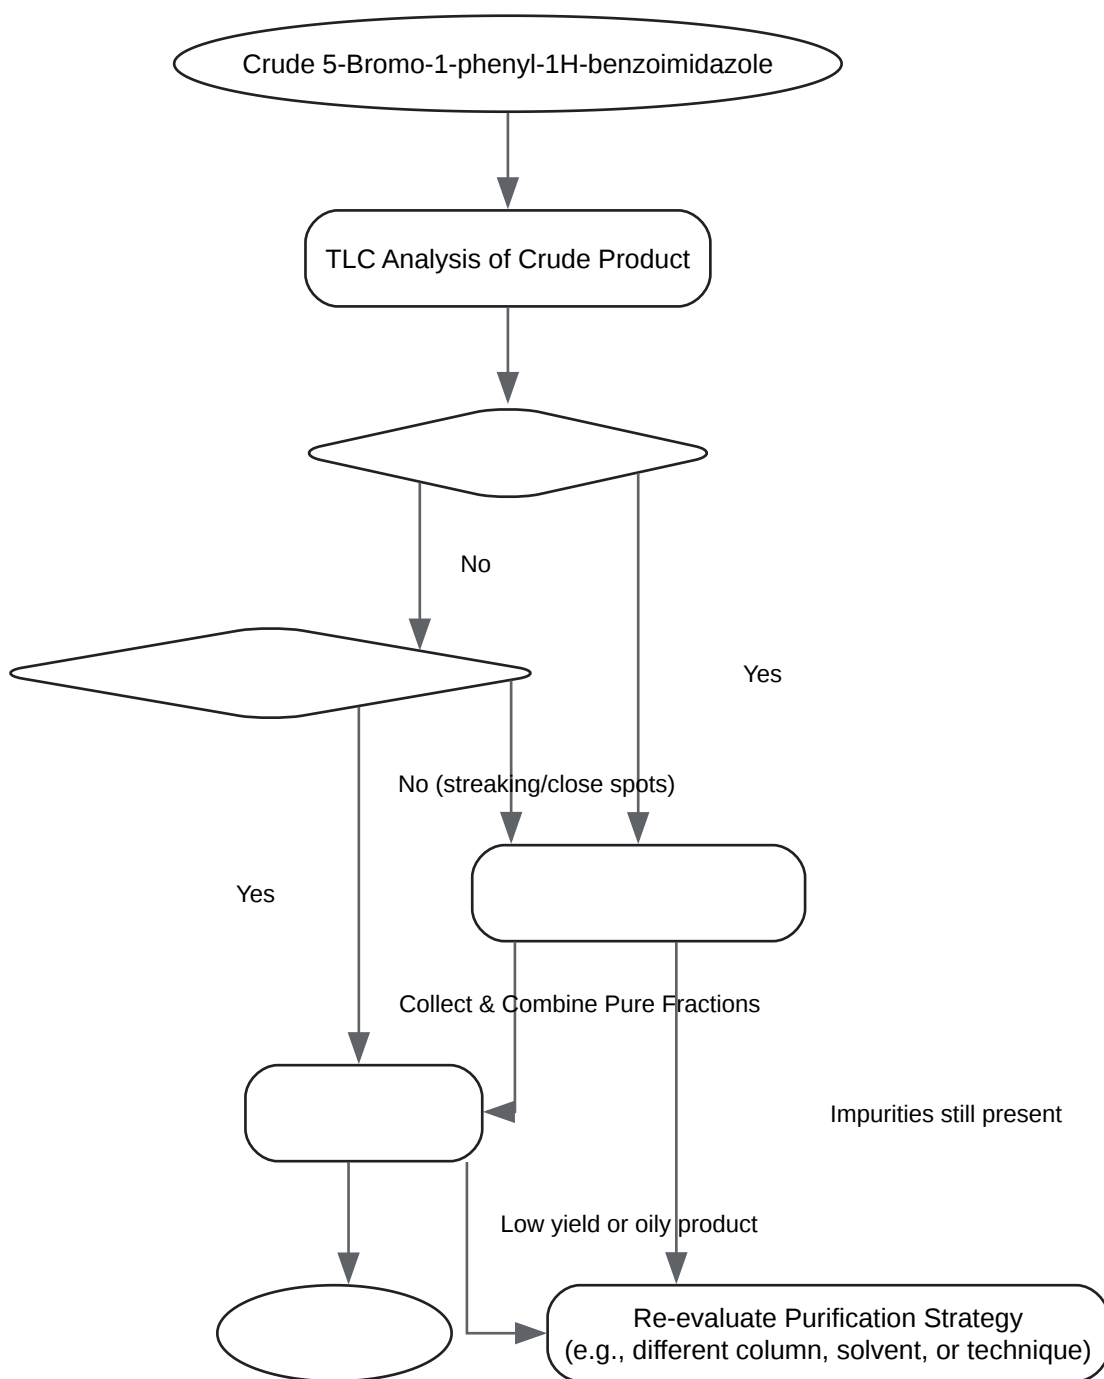 Crude 5-Bromo-1-phenyl-1H-benzoimidazole
TLC Analysis of Crude Product
No
Yes
No (streaking/close spots)
Yes
Collect & Combine Pure Fractions
Impurities still present
Low yield or oily product
Re-evaluate Purification Strategy
(e.g., different column, solvent, or technique)